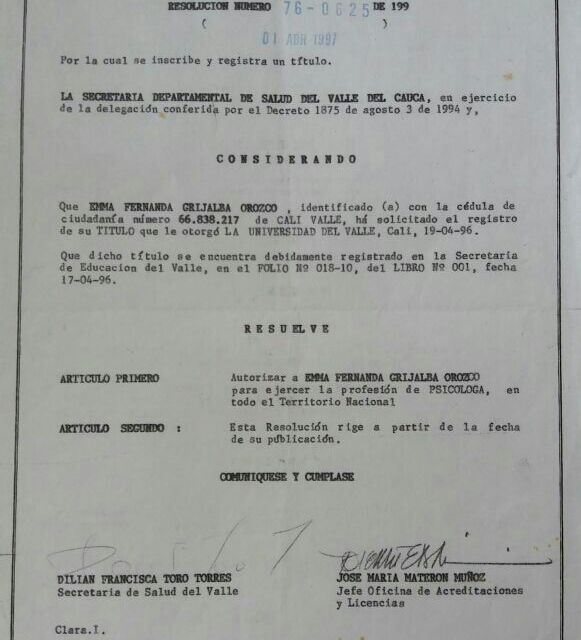 RESOLUCION NUMERO 76-0625 DE 199
( )
01 ABR 1997
Por la cual se inscribe y registra un título.
LA SECRETARIA DEPARTAMENTAL DE SALUD DEL VALLE DEL CAUCA, en ejercicio
de la delegación conferida por el Decreto 1875 de agosto 3 de 1994 y,
C O N S I D E R A N D O
Que EMMA FERNANDA GRIJALBA OROZCO , identificado (a) con la cédula de
ciudadanía número 66.838.217 de CALI VALLE, há solicitado el registro
de su TITULO que le otorgó LA UNIVERSIDAD DEL VALLE, Cali, 19-04-96.
Que dicho título se encuentra debidamente registrado en la Secretaría
de Educacion del Valle, en el FOLIO Nº 018-10, del LIBRO Nº 001, fecha
17-04-96.
R E S U E L V E
ARTICULO PRIMERO Autorizar a EMMA FERNANDA GRIJALBA OROZCO
para ejercer la profesión de PSICOLOGA, en
todo el Territorio Nacional
ARTICULO SEGUNDO : Esta Resolución rige a partir de la fecha
de su publicación.
COMUNIQUESE Y CUMPLASE
DILIAN FRANCISCA TORO TORRES JOSE MARIA MATERON MUÑOZ
Secretaria de Salud del Valle Jefe Oficina de Acreditaciones
y Licencias
Clara.I.